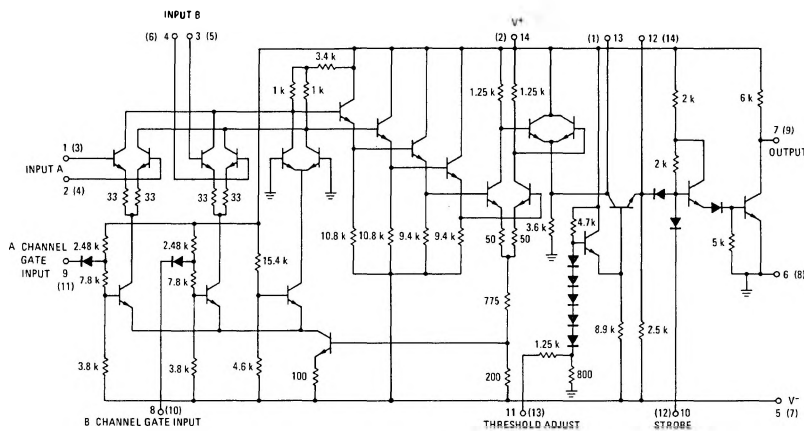 INPUT B
(6) 4 3 (5)
V+
(2) 14
(1) 13
12 (14)
3.4 k
1 k
1 k
1.25 k
1.25 k
2 k
6 k
7 (9)
OUTPUT
1 (3)
INPUT A
2 (4)
2 k
33
33
33
33
10.8 k
10.8 k
9.4 k
9.4 k
50
50
3.6 k
4.7k
5 k
A CHANNEL
GATE
INPUT
9
(11)
2.48 k
2.48 k
15.4 k
6 (8)
7.8 k
7.8 k
775
8.9 k
2.5 k
1.25 k
3.8 k
3.8 k
4.6 k
100
200
800
V-
5 (7)
8 (10)
B CHANNEL GATE INPUT
11 (13)
THRESHOLD ADJUST
(12) 10
STROBE